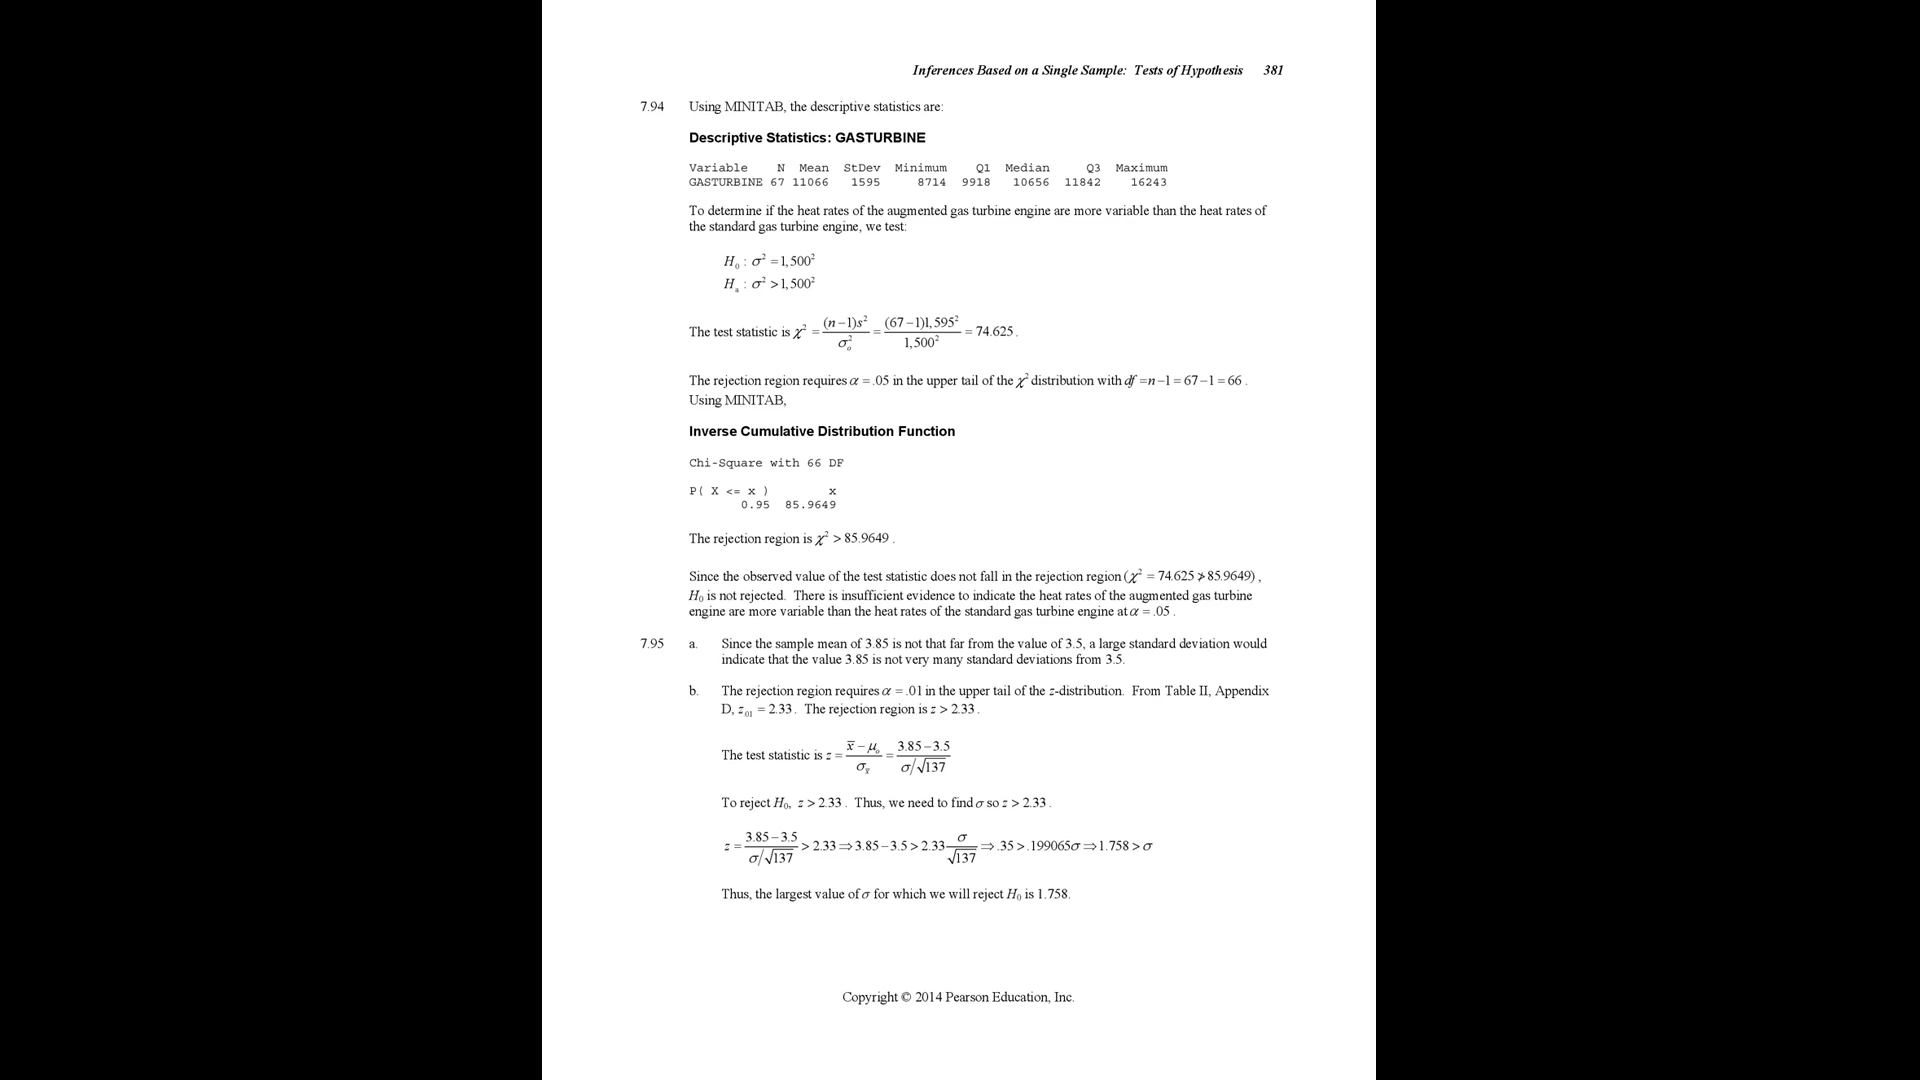 Inferences Based on a Single Sample: Tests of Hypothesis 381
7.94 Using MINITAB, the descriptive statistics are:
Descriptive Statistics: GASTURBINE
Variable N Mean StDev Minimum Q1 Median Q3 Maximum
GASTURBINE 67 11066 1595 8714 9918 10656 11842 16243
To determine if the heat rates of the augmented gas turbine engine are more variable than the heat rates of
the standard gas turbine engine, we test:
H₀ : σ² = 1,500²
Hₐ : σ² > 1,500²
The test statistic is χ² = (n−1)s² / σₒ² = (67−1)1,595² / 1,500² = 74.625 .
The rejection region requires α = .05 in the upper tail of the χ² distribution with df = n−1 = 67−1 = 66 .
Using MINITAB,
Inverse Cumulative Distribution Function
Chi-Square with 66 DF
P( X <= x ) x
0.95 85.9649
The rejection region is χ² > 85.9649 .
Since the observed value of the test statistic does not fall in the rejection region (χ² = 74.625 ≯ 85.9649) ,
H₀ is not rejected. There is insufficient evidence to indicate the heat rates of the augmented gas turbine
engine are more variable than the heat rates of the standard gas turbine engine at α = .05 .
7.95 a. Since the sample mean of 3.85 is not that far from the value of 3.5, a large standard deviation would
indicate that the value 3.85 is not very many standard deviations from 3.5.
b. The rejection region requires α = .01 in the upper tail of the z-distribution. From Table II, Appendix
D, z.₀₁ = 2.33 . The rejection region is z > 2.33 .
The test statistic is z = (x̄ − μₒ) / σx̄ = (3.85−3.5) / (σ/√137)
To reject H₀, z > 2.33 . Thus, we need to find σ so z > 2.33 .
z = (3.85−3.5) / (σ/√137) > 2.33 ⇒ 3.85−3.5 > 2.33 σ/√137 ⇒ .35 > .199065σ ⇒ 1.758 > σ
Thus, the largest value of σ for which we will reject H₀ is 1.758.
Copyright © 2014 Pearson Education, Inc.